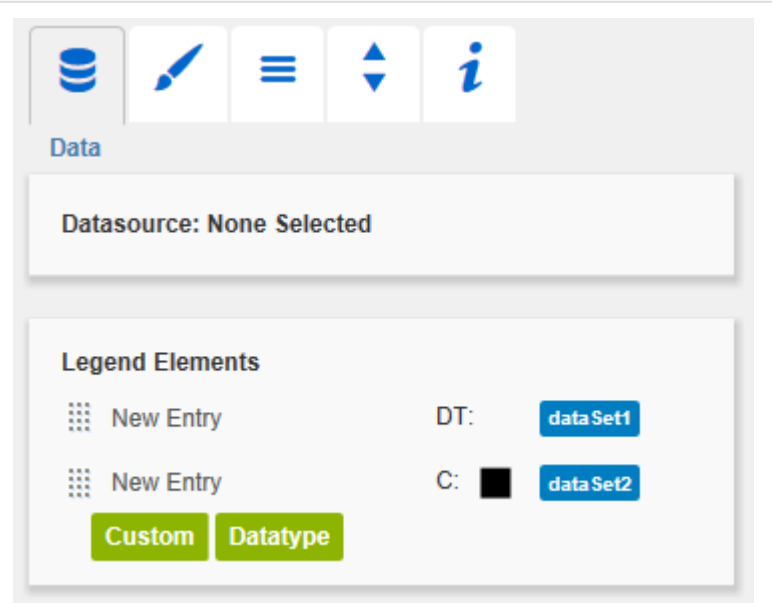 Data
Datasource: None Selected
Legend Elements
New Entry DT: dataSet1
New Entry C: dataSet2
Custom Datatype